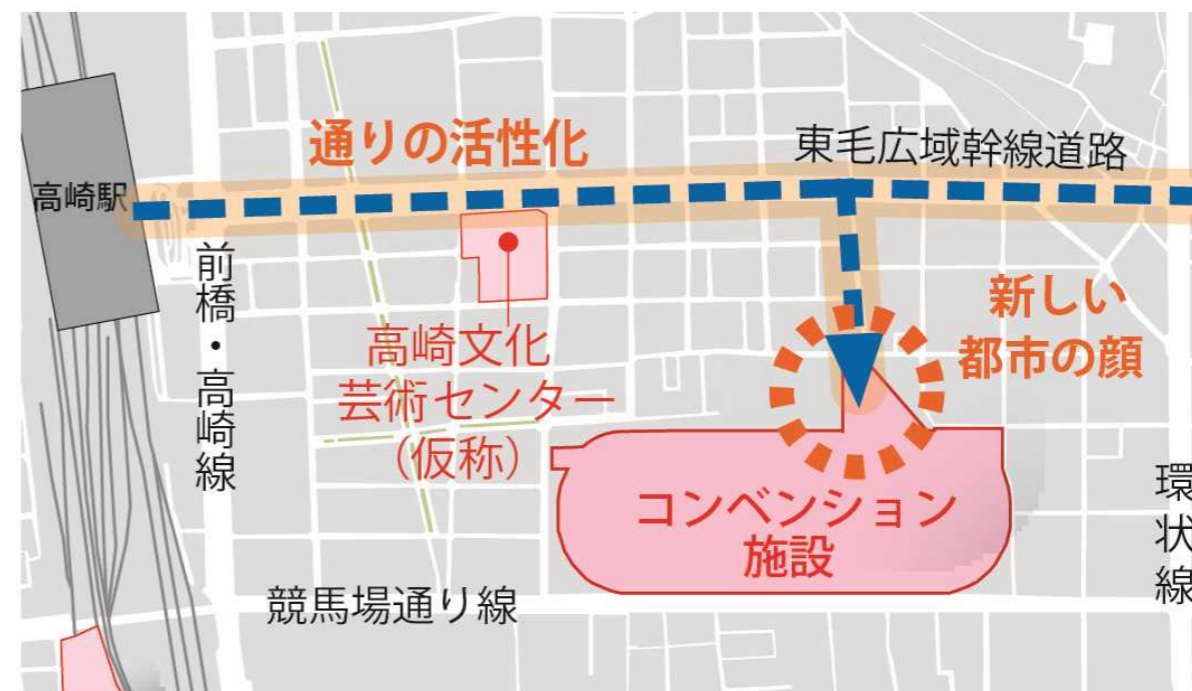 通りの活性化
東毛広域幹線道路
高崎駅
前橋・高崎線
新しい
都市の顔
高崎文化
芸術センター
（仮称）
コンベンション
施設
環状線
競馬場通り線